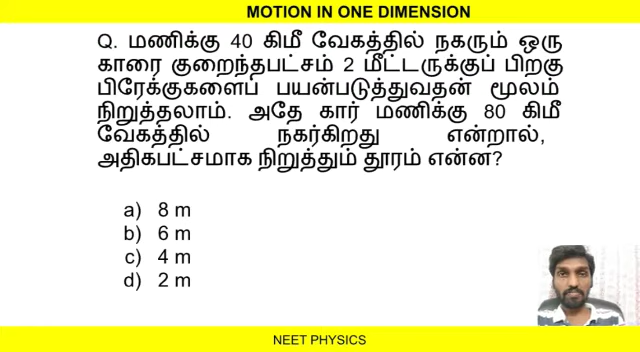 MOTION IN ONE DIMENSION
Q. மணிக்கு 40 கிமீ வேகத்தில் நகரும் ஒரு
காரை குறைந்தபட்சம் 2 மீட்டருக்குப் பிறகு
பிரேக்குகளைப் பயன்படுத்துவதன் மூலம்
நிறுத்தலாம். அதே கார் மணிக்கு 80 கிமீ
வேகத்தில் நகர்கிறது என்றால்,
அதிகபட்சமாக நிறுத்தும் தூரம் என்ன?
a) 8 m
b) 6 m
c) 4 m
d) 2 m
NEET PHYSICS